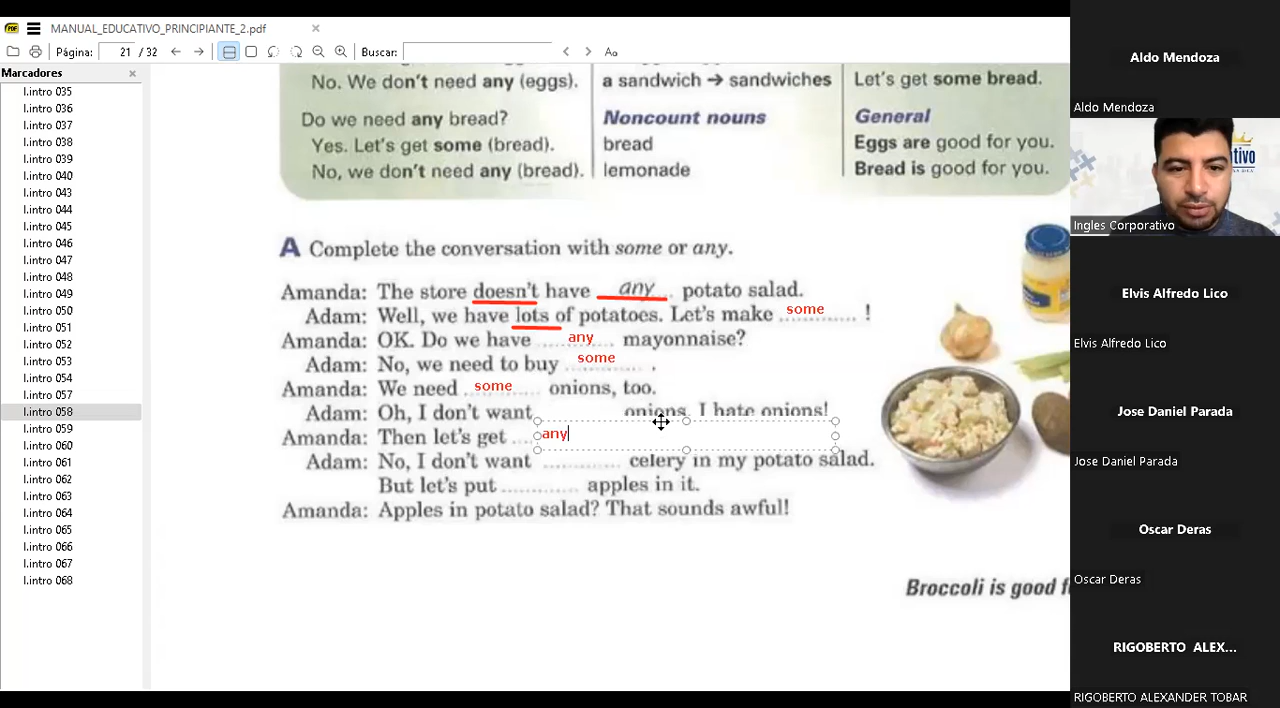 MANUAL_EDUCATIVO_PRINCIPIANTE_2.pdf
Página: 21 / 32 Buscar: Aa
Marcadores
I.intro 035
I.intro 036
I.intro 037
I.intro 038
I.intro 039
I.intro 040
I.intro 043
I.intro 044
I.intro 045
I.intro 046
I.intro 047
I.intro 048
I.intro 049
I.intro 050
I.intro 051
I.intro 052
I.intro 053
I.intro 054
I.intro 057
I.intro 058
I.intro 059
I.intro 060
I.intro 061
I.intro 062
I.intro 063
I.intro 064
I.intro 065
I.intro 066
I.intro 067
I.intro 068
No. We don't need any (eggs).
Do we need any bread?
Yes. Let's get some (bread).
No, we don't need any (bread).
a sandwich → sandwiches
Noncount nouns
bread
lemonade
Let's get some bread.
General
Eggs are good for you.
Bread is good for you.
A Complete the conversation with some or any.
Amanda: The store doesn't have any potato salad.
Adam: Well, we have lots of potatoes. Let's make some !
Amanda: OK. Do we have any mayonnaise?
Adam: No, we need to buy some .
Amanda: We need some onions, too.
Adam: Oh, I don't want onions. I hate onions!
Amanda: Then let's get any
Adam: No, I don't want celery in my potato salad.
But let's put apples in it.
Amanda: Apples in potato salad? That sounds awful!
Broccoli is good
Aldo Mendoza
Aldo Mendoza
Ingles Corporativo
Elvis Alfredo Lico
Elvis Alfredo Lico
Jose Daniel Parada
Jose Daniel Parada
Oscar Deras
Oscar Deras
RIGOBERTO ALEX...
RIGOBERTO ALEXANDER TOBAR